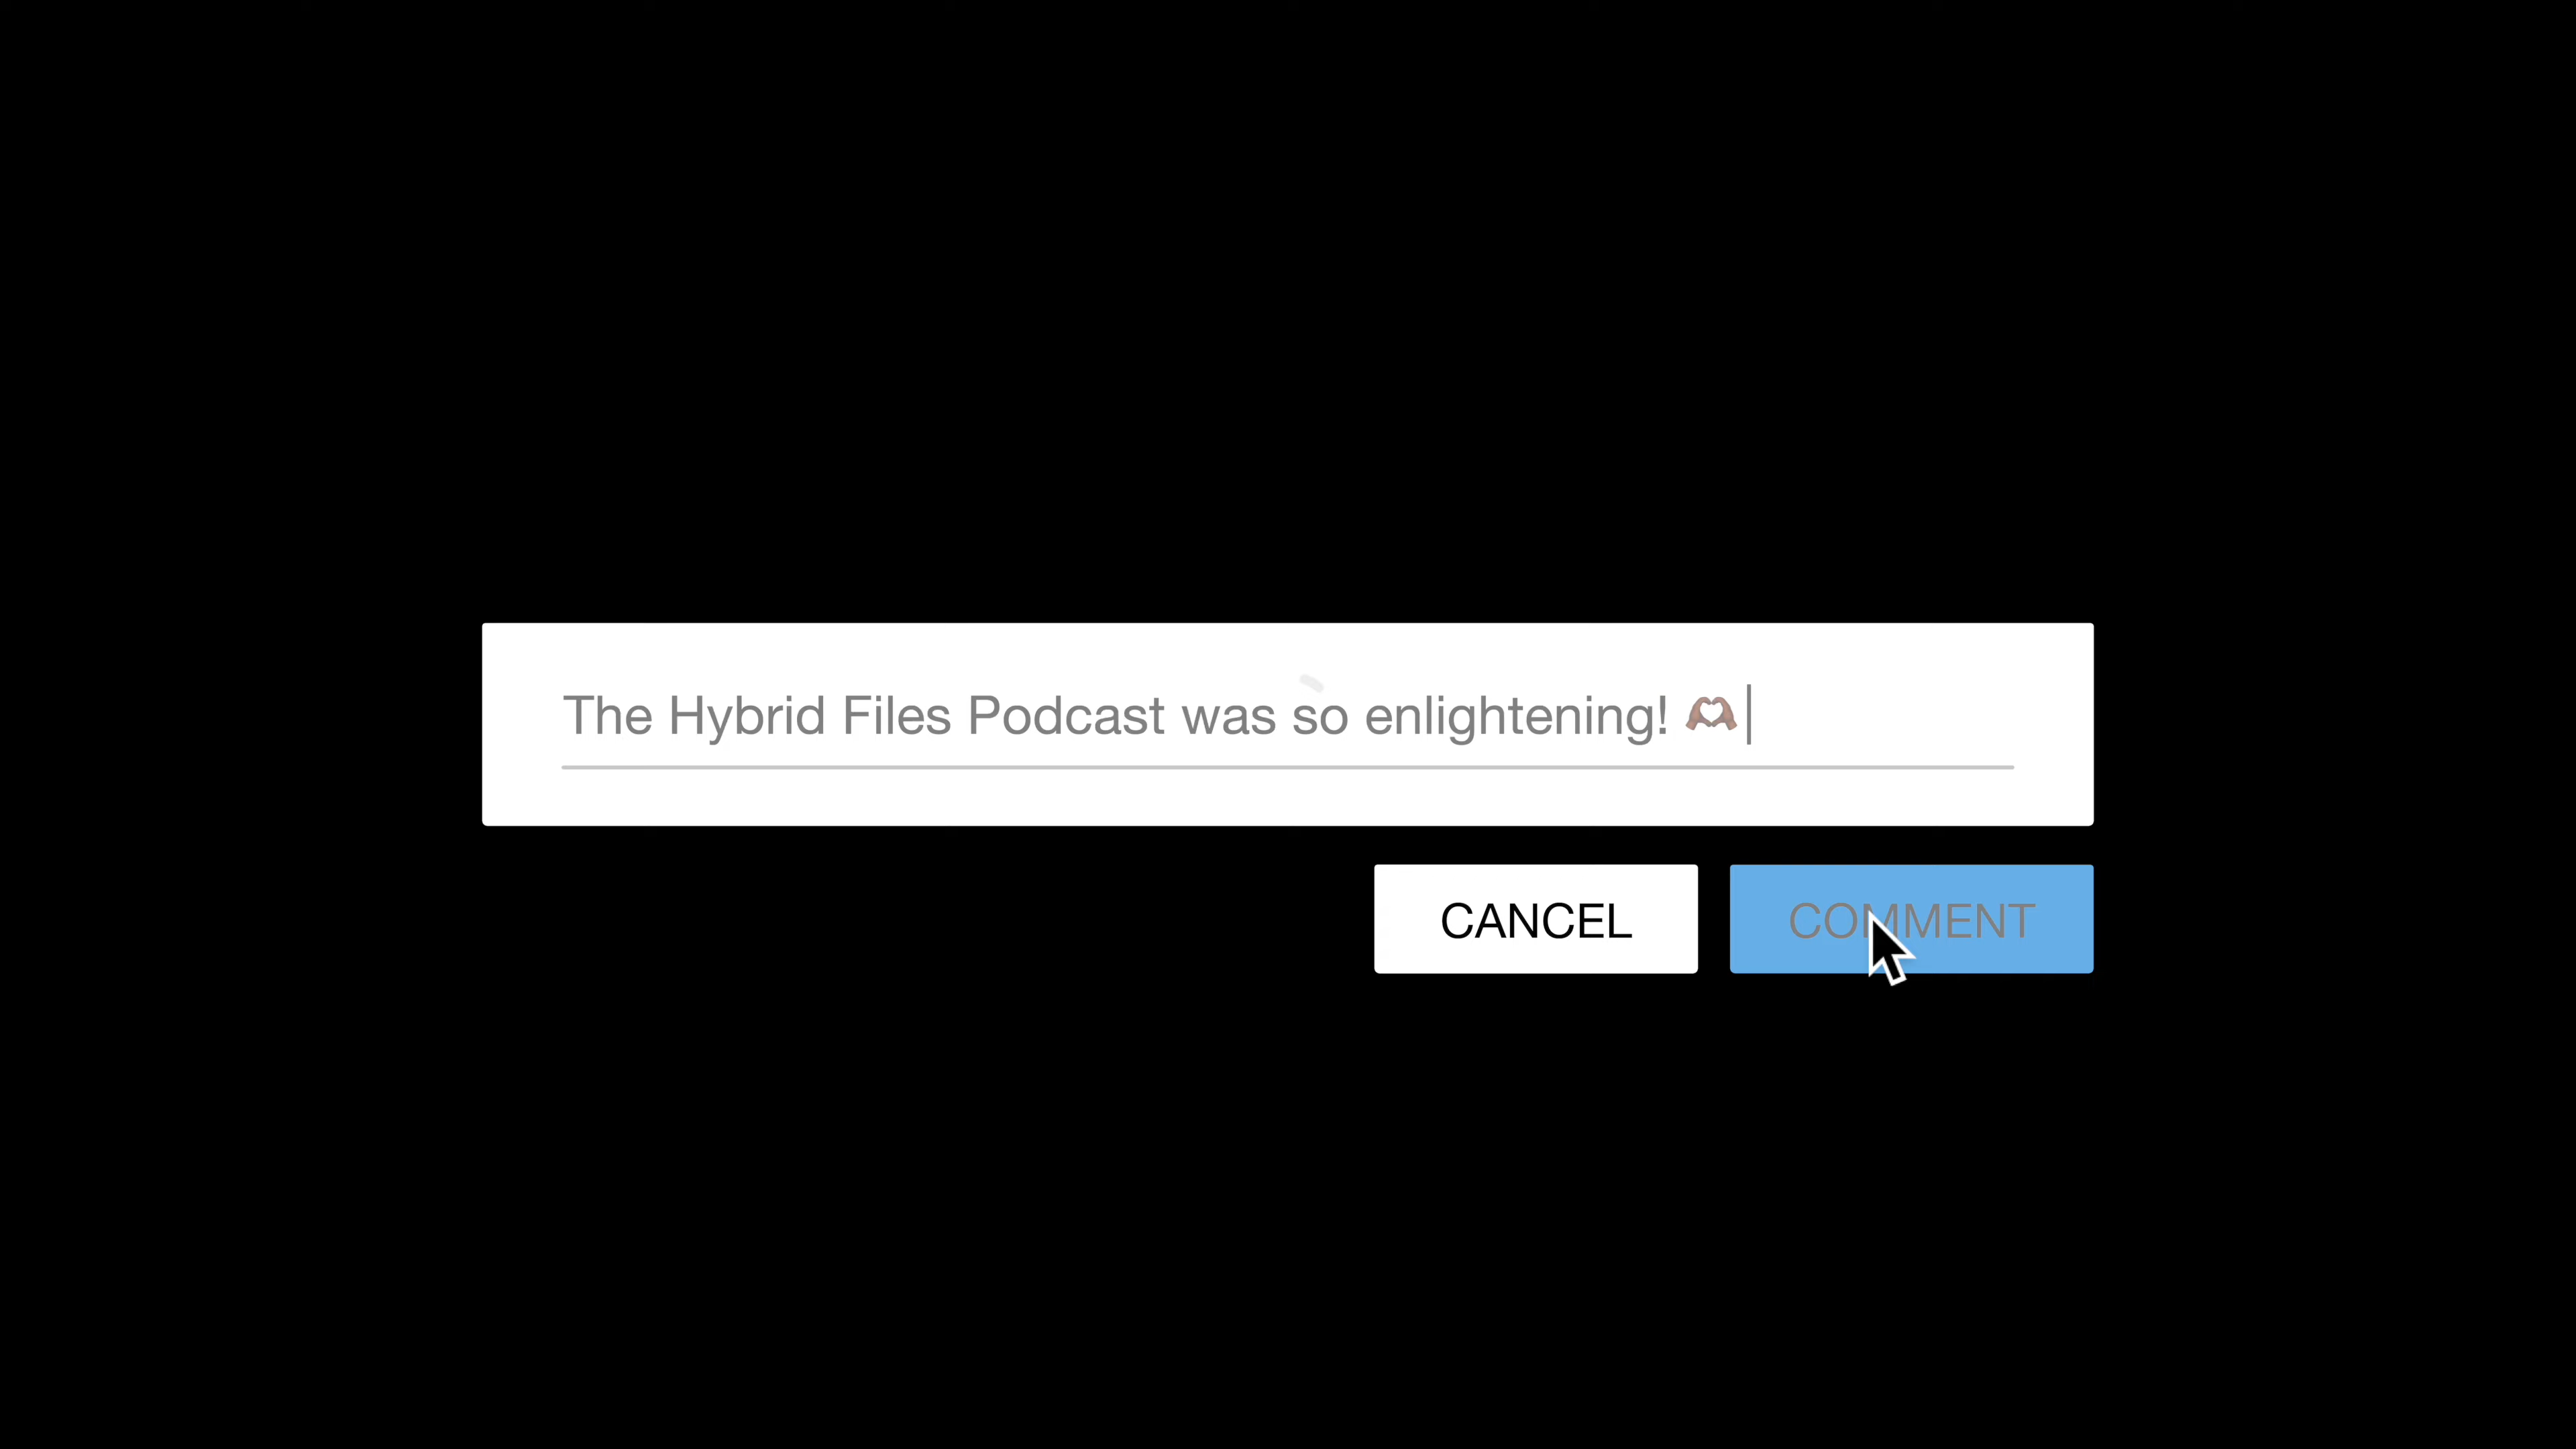 The Hybrid Files Podcast was so enlightening! 🫶🏽
CANCEL
COMMENT